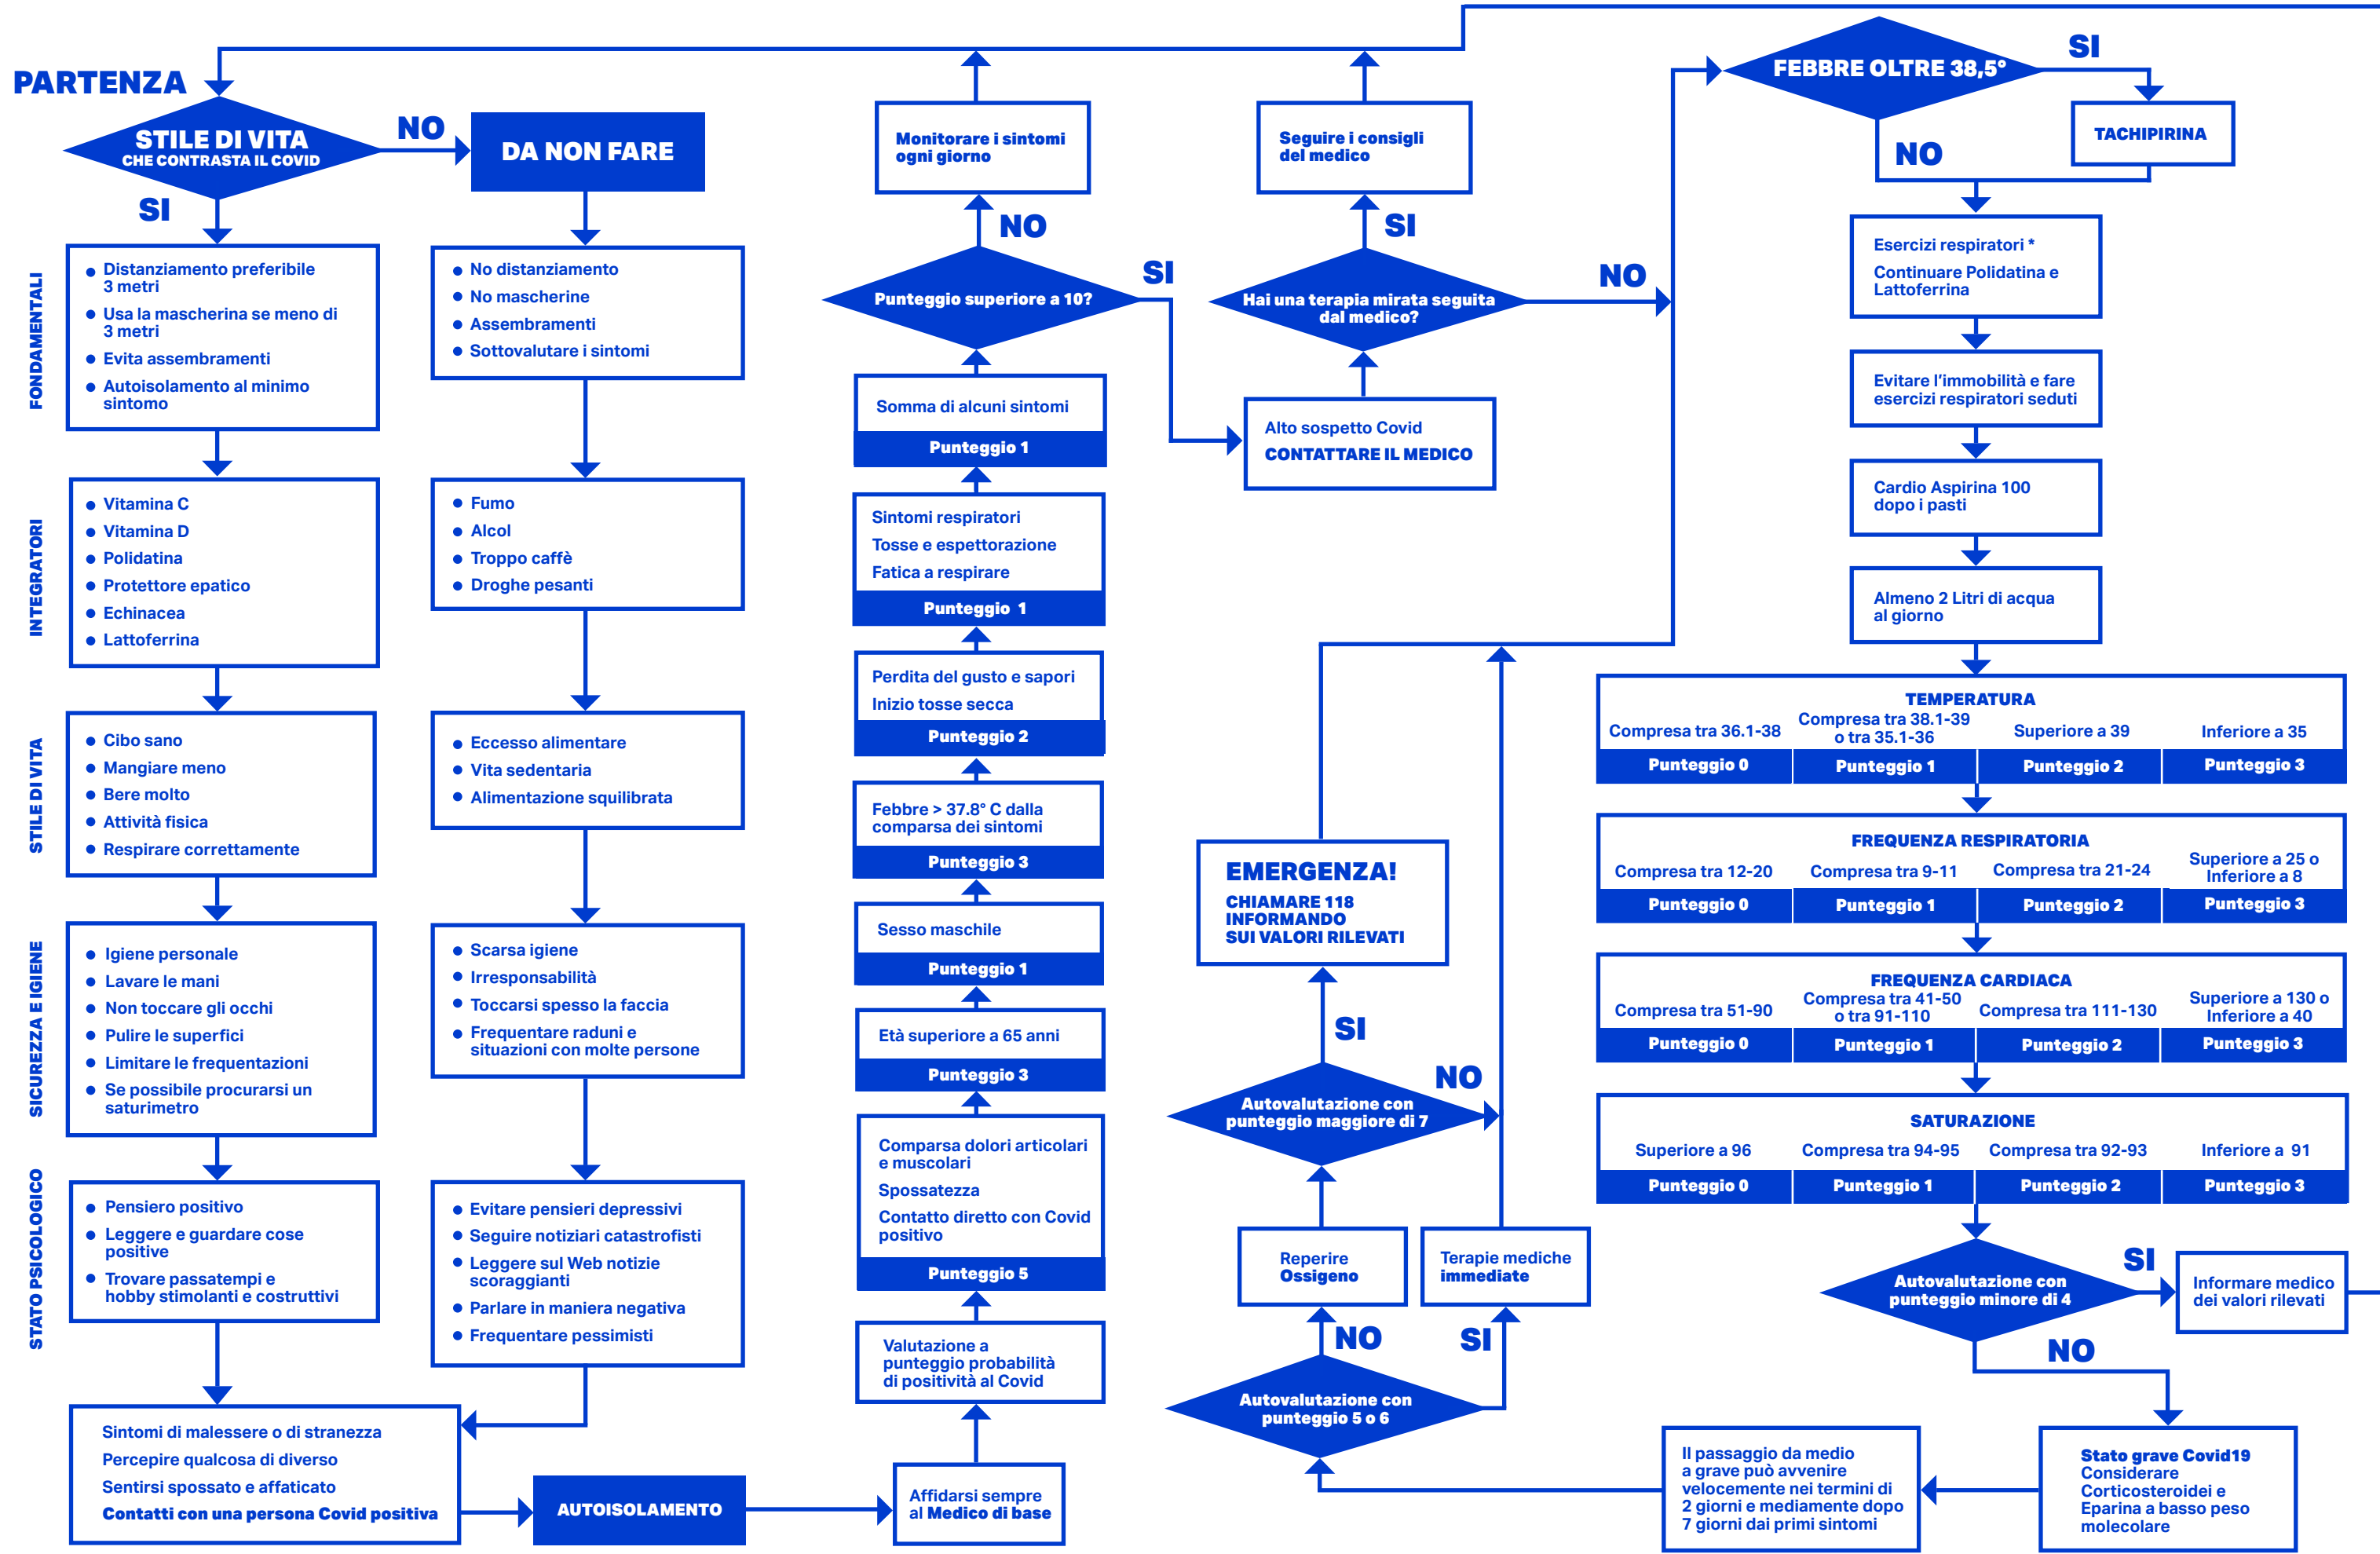 PARTENZA
STILE DI VITA
CHE CONTRASTA IL COVID
NO
DA NON FARE
SI
FONDAMENTALI
Distanziamento preferibile
3 metri
Usa la mascherina se meno di
3 metri
Evita assembramenti
Autoisolamento al minimo
sintomo
No distanziamento
No mascherine
Assembramenti
Sottovalutare i sintomi
INTEGRATORI
Vitamina C
Vitamina D
Polidatina
Protettore epatico
Echinacea
Lattoferrina
Fumo
Alcol
Troppo caffè
Droghe pesanti
STILE DI VITA
Cibo sano
Mangiare meno
Bere molto
Attività fisica
Respirare correttamente
Eccesso alimentare
Vita sedentaria
Alimentazione squilibrata
SICUREZZA E IGIENE
Igiene personale
Lavare le mani
Non toccare gli occhi
Pulire le superfici
Limitare le frequentazioni
Se possibile procurarsi un
saturimetro
Scarsa igiene
Irresponsabilità
Toccarsi spesso la faccia
Frequentare raduni e
situazioni con molte persone
STATO PSICOLOGICO
Pensiero positivo
Leggere e guardare cose
positive
Trovare passatempi e
hobby stimolanti e costruttivi
Evitare pensieri depressivi
Seguire notiziari catastrofisti
Leggere sul Web notizie
scoraggianti
Parlare in maniera negativa
Frequentare pessimisti
Sintomi di malessere o di stranezza
Percepire qualcosa di diverso
Sentirsi spossato e affaticato
Contatti con una persona Covid positiva
AUTOISOLAMENTO
Affidarsi sempre
al Medico di base
Valutazione a
punteggio probabilità
di positività al Covid
Comparsa dolori articolari
e muscolari
Spossatezza
Contatto diretto con Covid
positivo
Punteggio 5
Età superiore a 65 anni
Punteggio 3
Sesso maschile
Punteggio 1
Febbre > 37.8° C dalla
comparsa dei sintomi
Punteggio 3
Perdita del gusto e sapori
Inizio tosse secca
Punteggio 2
Sintomi respiratori
Tosse e espettorazione
Fatica a respirare
Punteggio 1
Somma di alcuni sintomi
Punteggio 1
Punteggio superiore a 10?
NO
Monitorare i sintomi
ogni giorno
SI
Alto sospetto Covid
CONTATTARE IL MEDICO
Hai una terapia mirata seguita
dal medico?
SI
Seguire i consigli
del medico
NO
FEBBRE OLTRE 38,5°
SI
TACHIPIRINA
NO
Esercizi respiratori *
Continuare Polidatina e
Lattoferrina
Evitare l’immobilità e fare
esercizi respiratori seduti
Cardio Aspirina 100
dopo i pasti
Almeno 2 Litri di acqua
al giorno
TEMPERATURA
Compresa tra 36.1-38
Compresa tra 38.1-39
o tra 35.1-36
Superiore a 39
Inferiore a 35
Punteggio 0
Punteggio 1
Punteggio 2
Punteggio 3
FREQUENZA RESPIRATORIA
Compresa tra 12-20
Compresa tra 9-11
Compresa tra 21-24
Superiore a 25 o
Inferiore a 8
Punteggio 0
Punteggio 1
Punteggio 2
Punteggio 3
FREQUENZA CARDIACA
Compresa tra 51-90
Compresa tra 41-50
o tra 91-110
Compresa tra 111-130
Superiore a 130 o
Inferiore a 40
Punteggio 0
Punteggio 1
Punteggio 2
Punteggio 3
SATURAZIONE
Superiore a 96
Compresa tra 94-95
Compresa tra 92-93
Inferiore a 91
Punteggio 0
Punteggio 1
Punteggio 2
Punteggio 3
Autovalutazione con
punteggio minore di 4
SI
Informare medico
dei valori rilevati
NO
Stato grave Covid19
Considerare
Corticosteroidei e
Eparina a basso peso
molecolare
Il passaggio da medio
a grave può avvenire
velocemente nei termini di
2 giorni e mediamente dopo
7 giorni dai primi sintomi
Autovalutazione con
punteggio 5 o 6
NO
SI
Reperire
Ossigeno
Terapie mediche
immediate
Autovalutazione con
punteggio maggiore di 7
NO
SI
EMERGENZA!
CHIAMARE 118
INFORMANDO
SUI VALORI RILEVATI